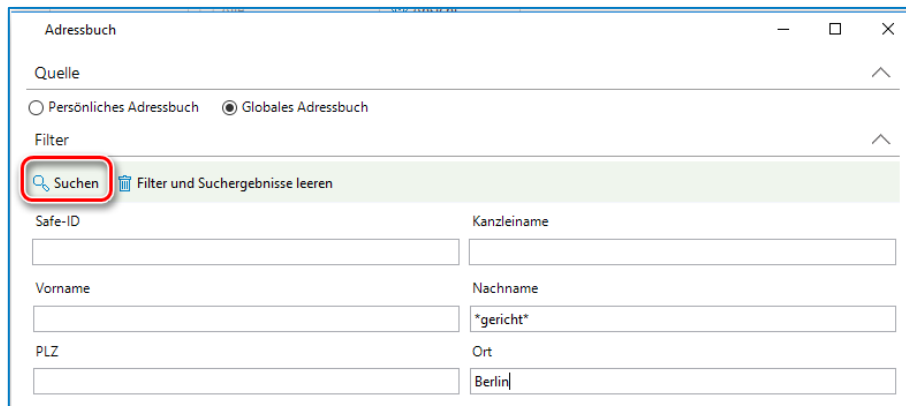 Adressbuch
Quelle
Persönliches Adressbuch Globales Adressbuch
Filter
Suchen Filter und Suchergebnisse leeren
Safe-ID Kanzleiname
Vorname Nachname
*gericht*
PLZ Ort
Berlin